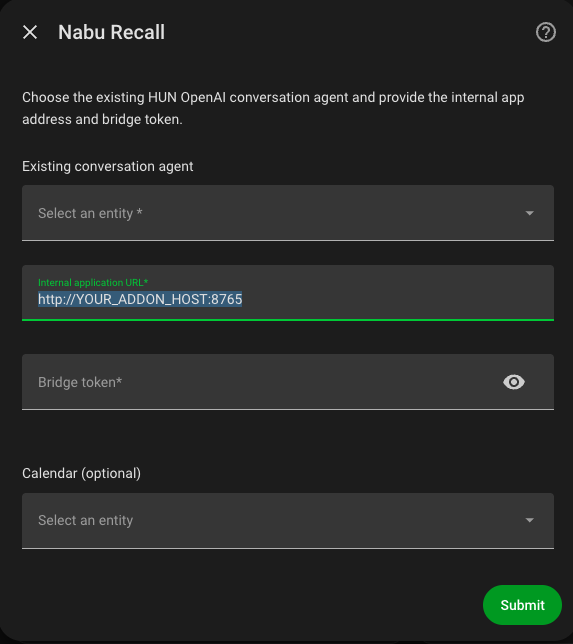 Nabu Recall
Choose the existing HUN OpenAI conversation agent and provide the internal app
address and bridge token.
Existing conversation agent
Select an entity *
Internal application URL*
http://YOUR_ADDON_HOST:8765
Bridge token*
Calendar (optional)
Select an entity
Submit